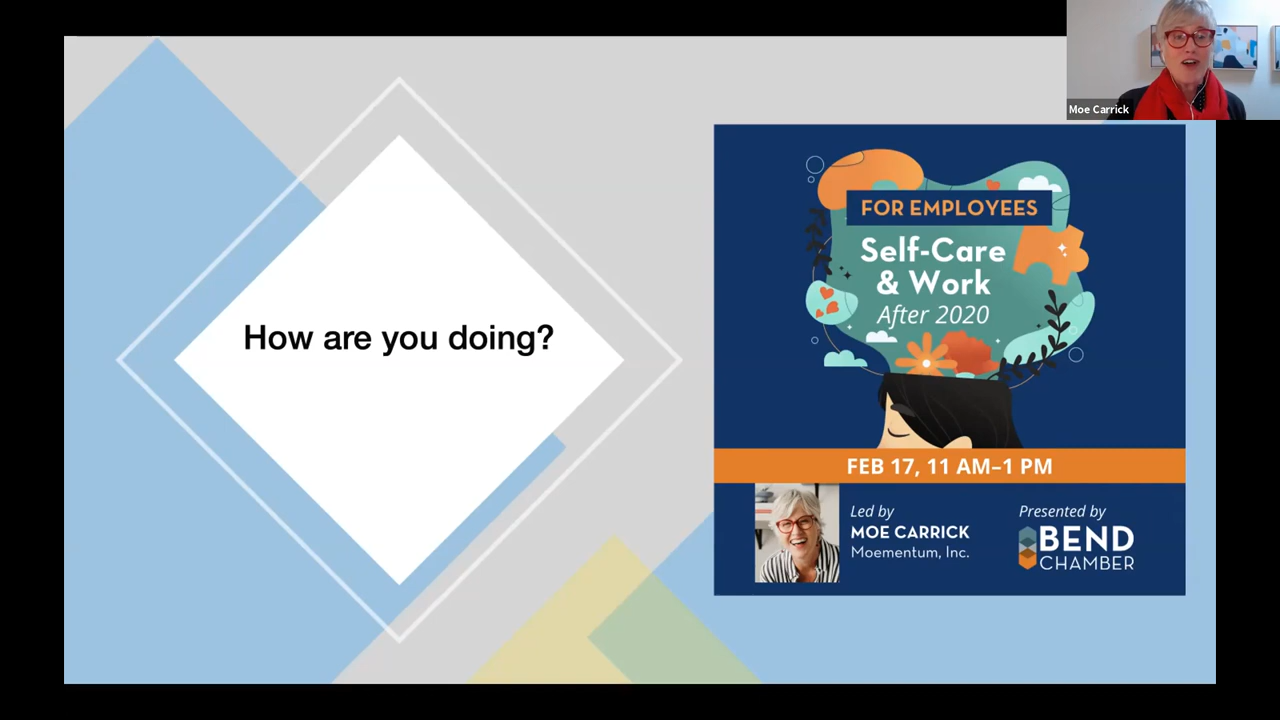 Moe Carrick
How are you doing?
FOR EMPLOYEES
Self-Care
& Work
After 2020
FEB 17, 11 AM–1 PM
Led by
MOE CARRICK
Moementum, Inc.
Presented by
BEND
CHAMBER